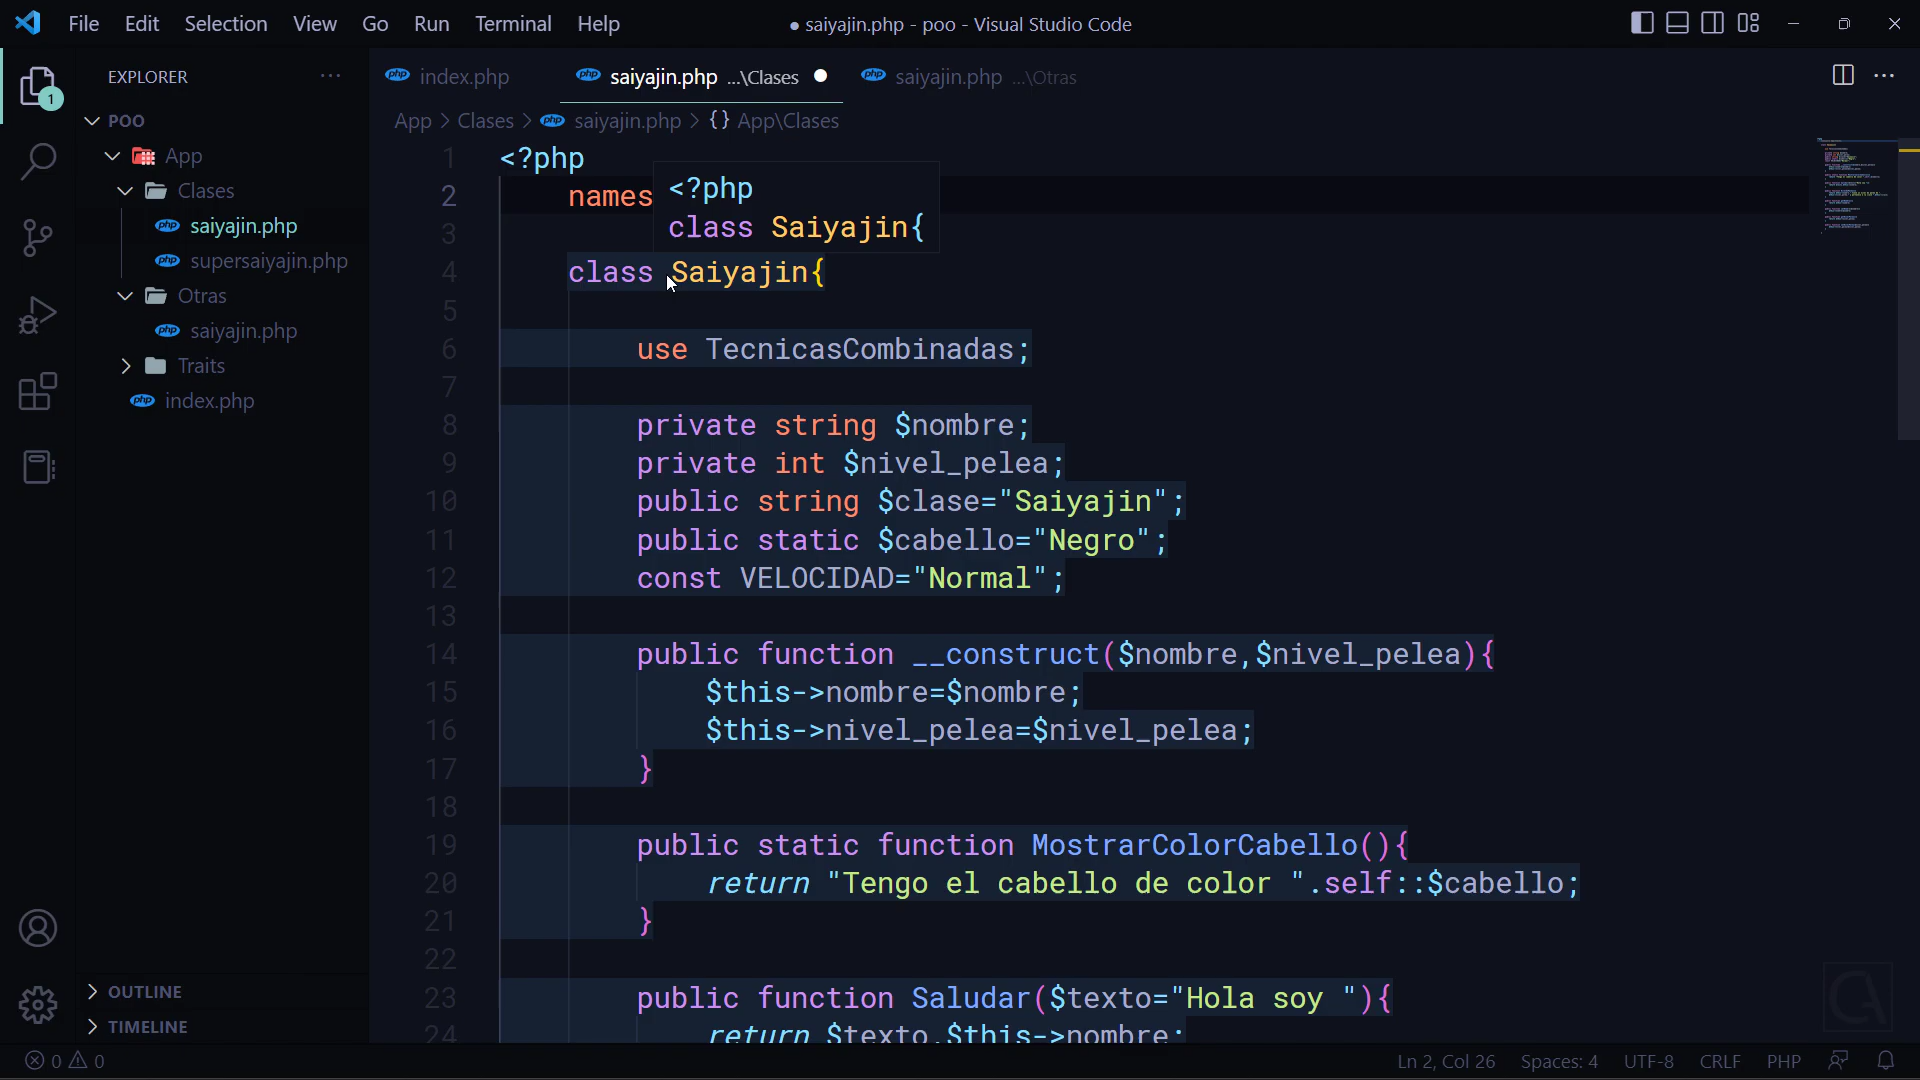 File Edit Selection View Go Run Terminal Help
● saiyajin.php - poo - Visual Studio Code
EXPLORER ···
1
POO
App
Clases
saiyajin.php
supersaiyajin.php
Otras
saiyajin.php
Traits
index.php
OUTLINE
TIMELINE
index.php saiyajin.php ...\Clases ● saiyajin.php ...\Otras
App > Clases > saiyajin.php > {} App\Clases
1 <?php
2 names
<?php
class Saiyajin{
3
4 class Saiyajin{
5
6 use TecnicasCombinadas;
7
8 private string $nombre;
9 private int $nivel_pelea;
10 public string $clase="Saiyajin";
11 public static $cabello="Negro";
12 const VELOCIDAD="Normal";
13
14 public function __construct($nombre,$nivel_pelea){
15 $this->nombre=$nombre;
16 $this->nivel_pelea=$nivel_pelea;
17 }
18
19 public static function MostrarColorCabello(){
20 return "Tengo el cabello de color ".self::$cabello;
21 }
22
23 public function Saludar($texto="Hola soy "){
24 return $texto.$this->nombre;
0 0
Ln 2, Col 26 Spaces: 4 UTF-8 CRLF PHP